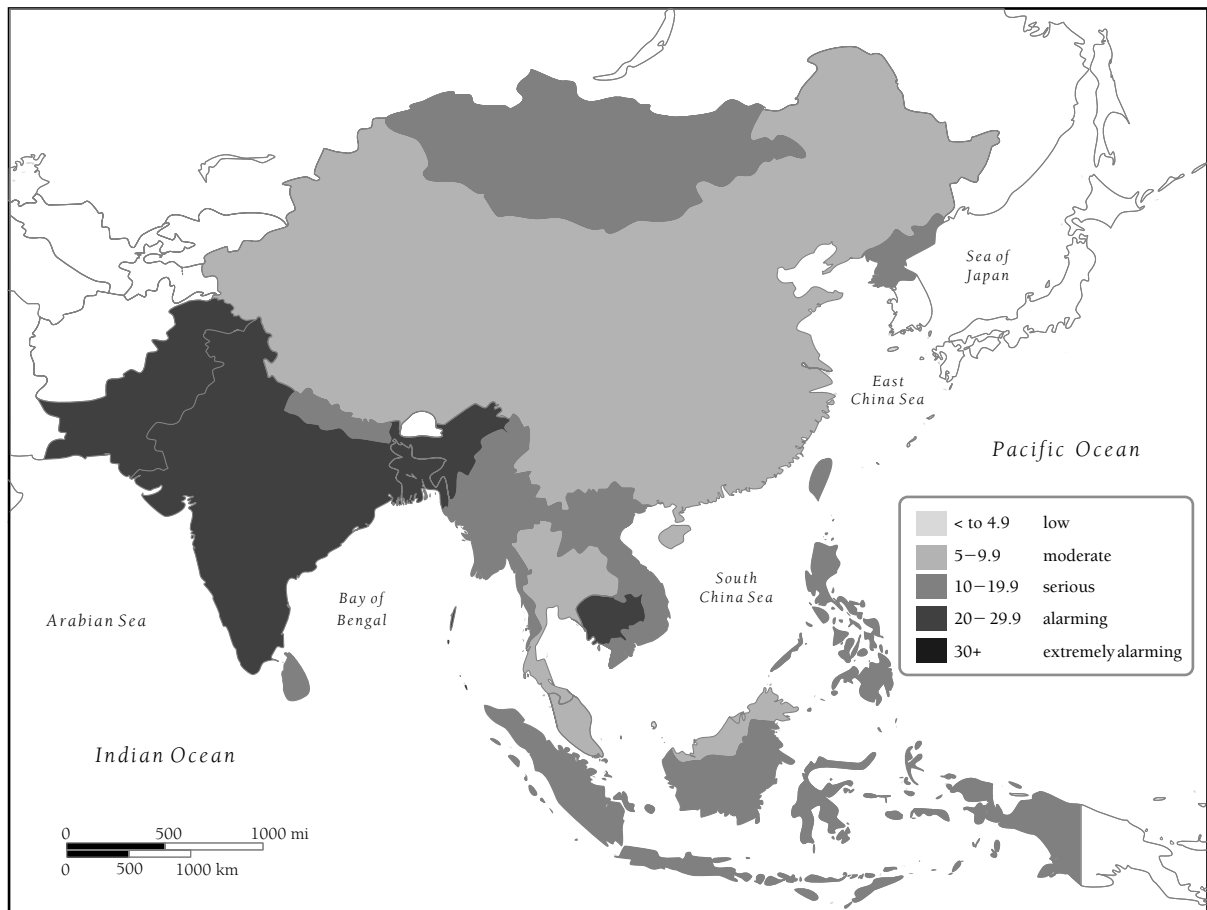 Sea of
Japan
East
China Sea
Pacific Ocean
< to 4.9 low
5–9.9 moderate
10–19.9 serious
20–29.9 alarming
30+ extremely alarming
South
China Sea
Bay of
Bengal
Arabian Sea
Indian Ocean
0 500 1000 mi
0 500 1000 km